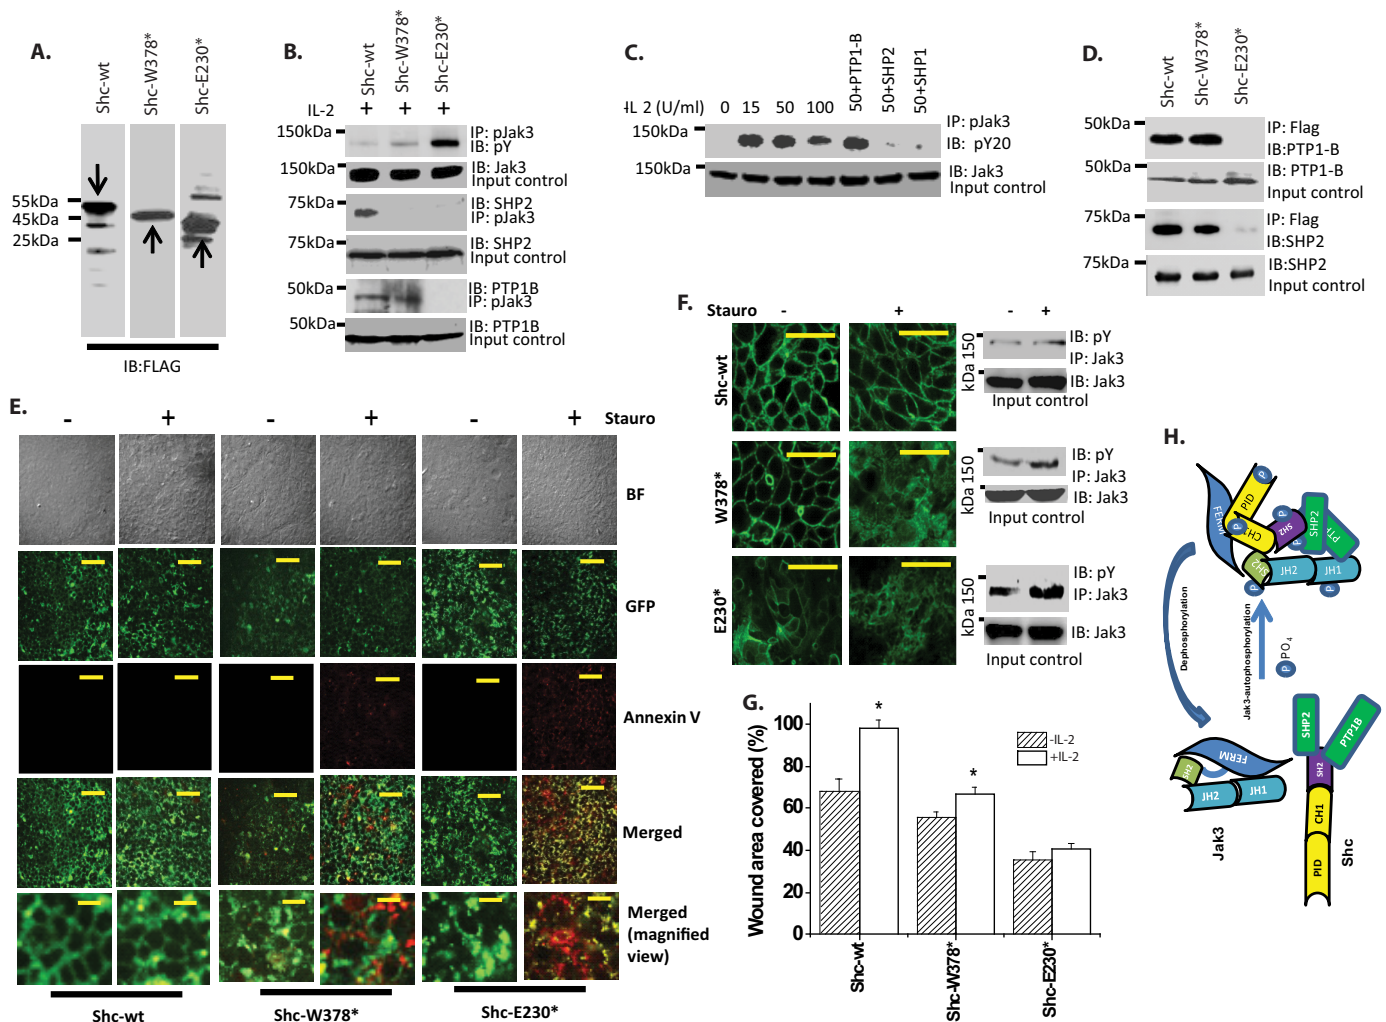 A.
Shc-wt
Shc-W378*
Shc-E230*
55kDa
45kDa
25kDa
IB:FLAG
B.
Shc-wt
Shc-W378*
Shc-E230*
IL-2 + + +
150kDa
IP: pJak3
IB: pY
150kDa
IB: Jak3
Input control
75kDa
IB: SHP2
IP: pJak3
75kDa
IB: SHP2
Input control
50kDa
IB: PTP1B
IP: pJak3
50kDa
IB: PTP1B
Input control
C.
IL 2 (U/ml) 0 15 50 100 50+PTP1-B 50+SHP2 50+SHP1
150kDa
IP: pJak3
IB: pY20
150kDa
IB: Jak3
Input control
D.
Shc-wt
Shc-W378*
Shc-E230*
50kDa
IP: Flag
IB:PTP1-B
50kDa
IB: PTP1-B
Input control
75kDa
IP: Flag
IB:SHP2
75kDa
IB:SHP2
Input control
E.
- + - + - + Stauro
BF
GFP
Annexin V
Merged
Merged
(magnified
view)
Shc-wt
Shc-W378*
Shc-E230*
F.
Stauro - + - +
Shc-wt
kDa 150
IB: pY
IP: Jak3
IB: Jak3
Input control
W378*
kDa 150
IB: pY
IP: Jak3
IB: Jak3
Input control
E230*
kDa 150
IB: pY
IP: Jak3
IB: Jak3
Input control
G.
Wound area covered (%)
100
80
60
40
20
0
* *
-IL-2
+IL-2
Shc-wt
Shc-W378*
Shc-E230*
H.
FERM
PID
P
CH1
P
SH2
P
P
SHP2
SH2
JH2
JH1
P
P
Dephosphorylation
Jak3-autophosphorylation
P PO4
FERM
SH2
JH2
JH1
Jak3
SHP2
PTP1B
SH2
CH1
PID
Shc